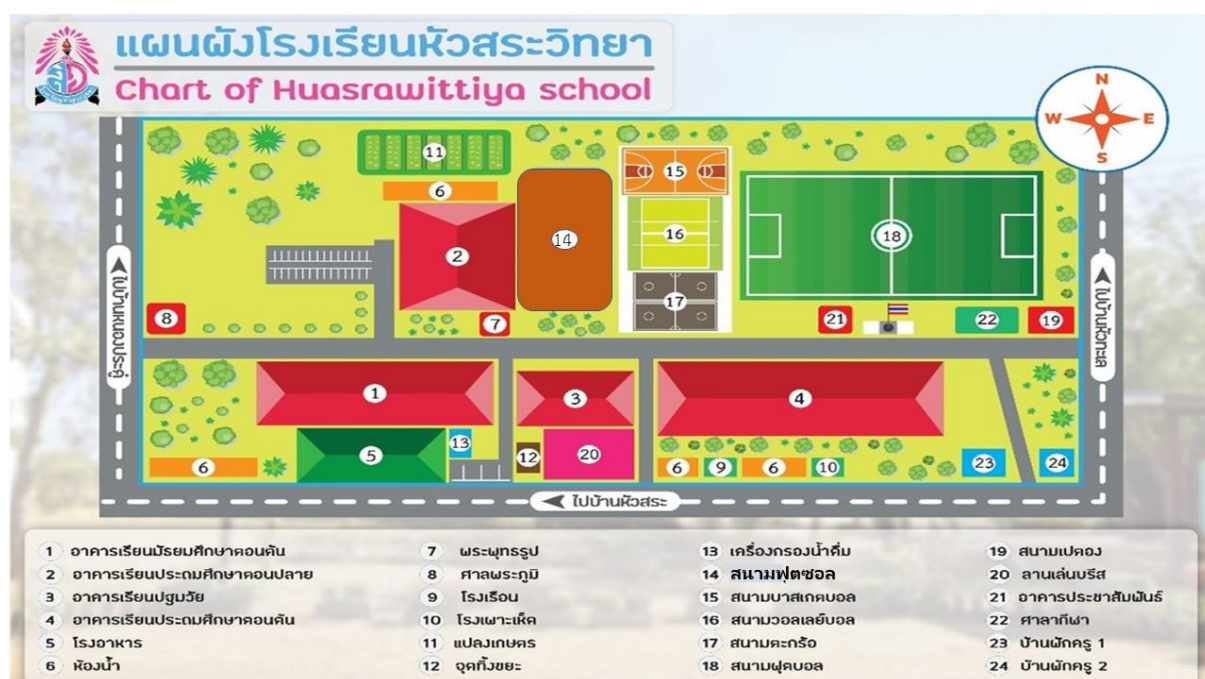 แผนผังโรงเรียนหัวสระวิทยา
Chart of Huasrawittiya school
N
W E
S
11
15
6
14
16
18
2
17
8
7
21
22
19
ไปบ้านหนองประดู่
ไปบ้านหัวทะเล
1
3
4
13
5
12
20
6
6
9
6
10
23
24
ไปบ้านหัวสระ
1 อาคารเรียนมัธยมศึกษาตอนต้น
2 อาคารเรียนประถมศึกษาตอนปลาย
3 อาคารเรียนปฐมวัย
4 อาคารเรียนประถมศึกษาตอนต้น
5 โรงอาหาร
6 ห้องน้ำ
7 พระพุทธรูป
8 ศาลพระภูมิ
9 โรงเรือน
10 โรงเพาะเห็ด
11 แปลงเกษตร
12 จุดทิ้งขยะ
13 เครื่องกรองน้ำดื่ม
14 สนามฟุตซอล
15 สนามบาสเกตบอล
16 สนามวอลเลย์บอล
17 สนามตะกร้อ
18 สนามฟุตบอล
19 สนามเปตอง
20 ลานเล่นบรีส
21 อาคารประชาสัมพันธ์
22 ศาลากีฬา
23 บ้านพักครู 1
24 บ้านพักครู 2